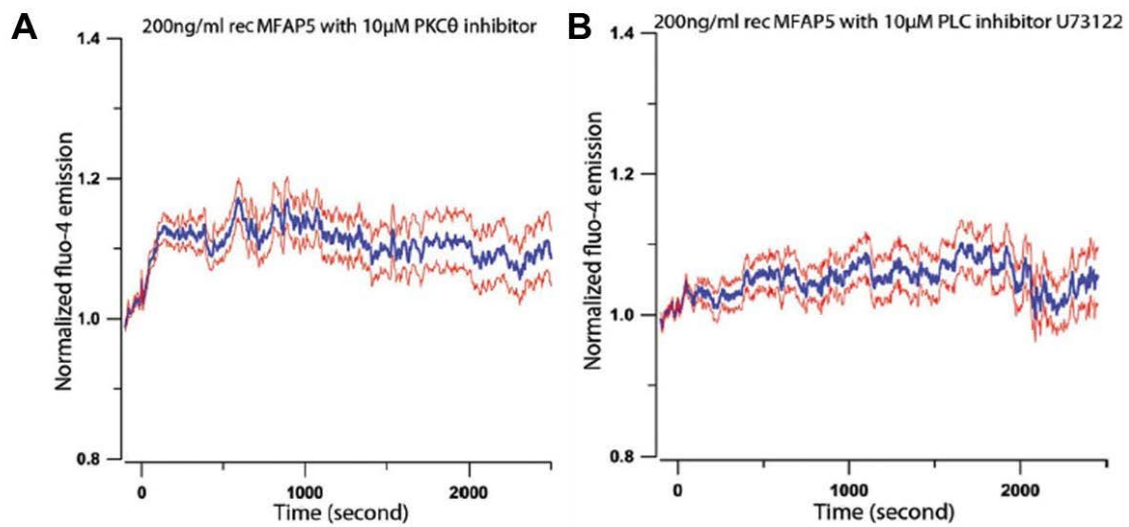 A
200ng/ml rec MFAP5 with 10µM PKCθ inhibitor
1.4
1.2
1.0
0.8
Normalized fluo-4 emission
0
1000
2000
Time (second)
B
200ng/ml rec MFAP5 with 10µM PLC inhibitor U73122
1.4
1.2
1.0
0.8
Normalized fluo-4 emission
0
1000
2000
Time (second)